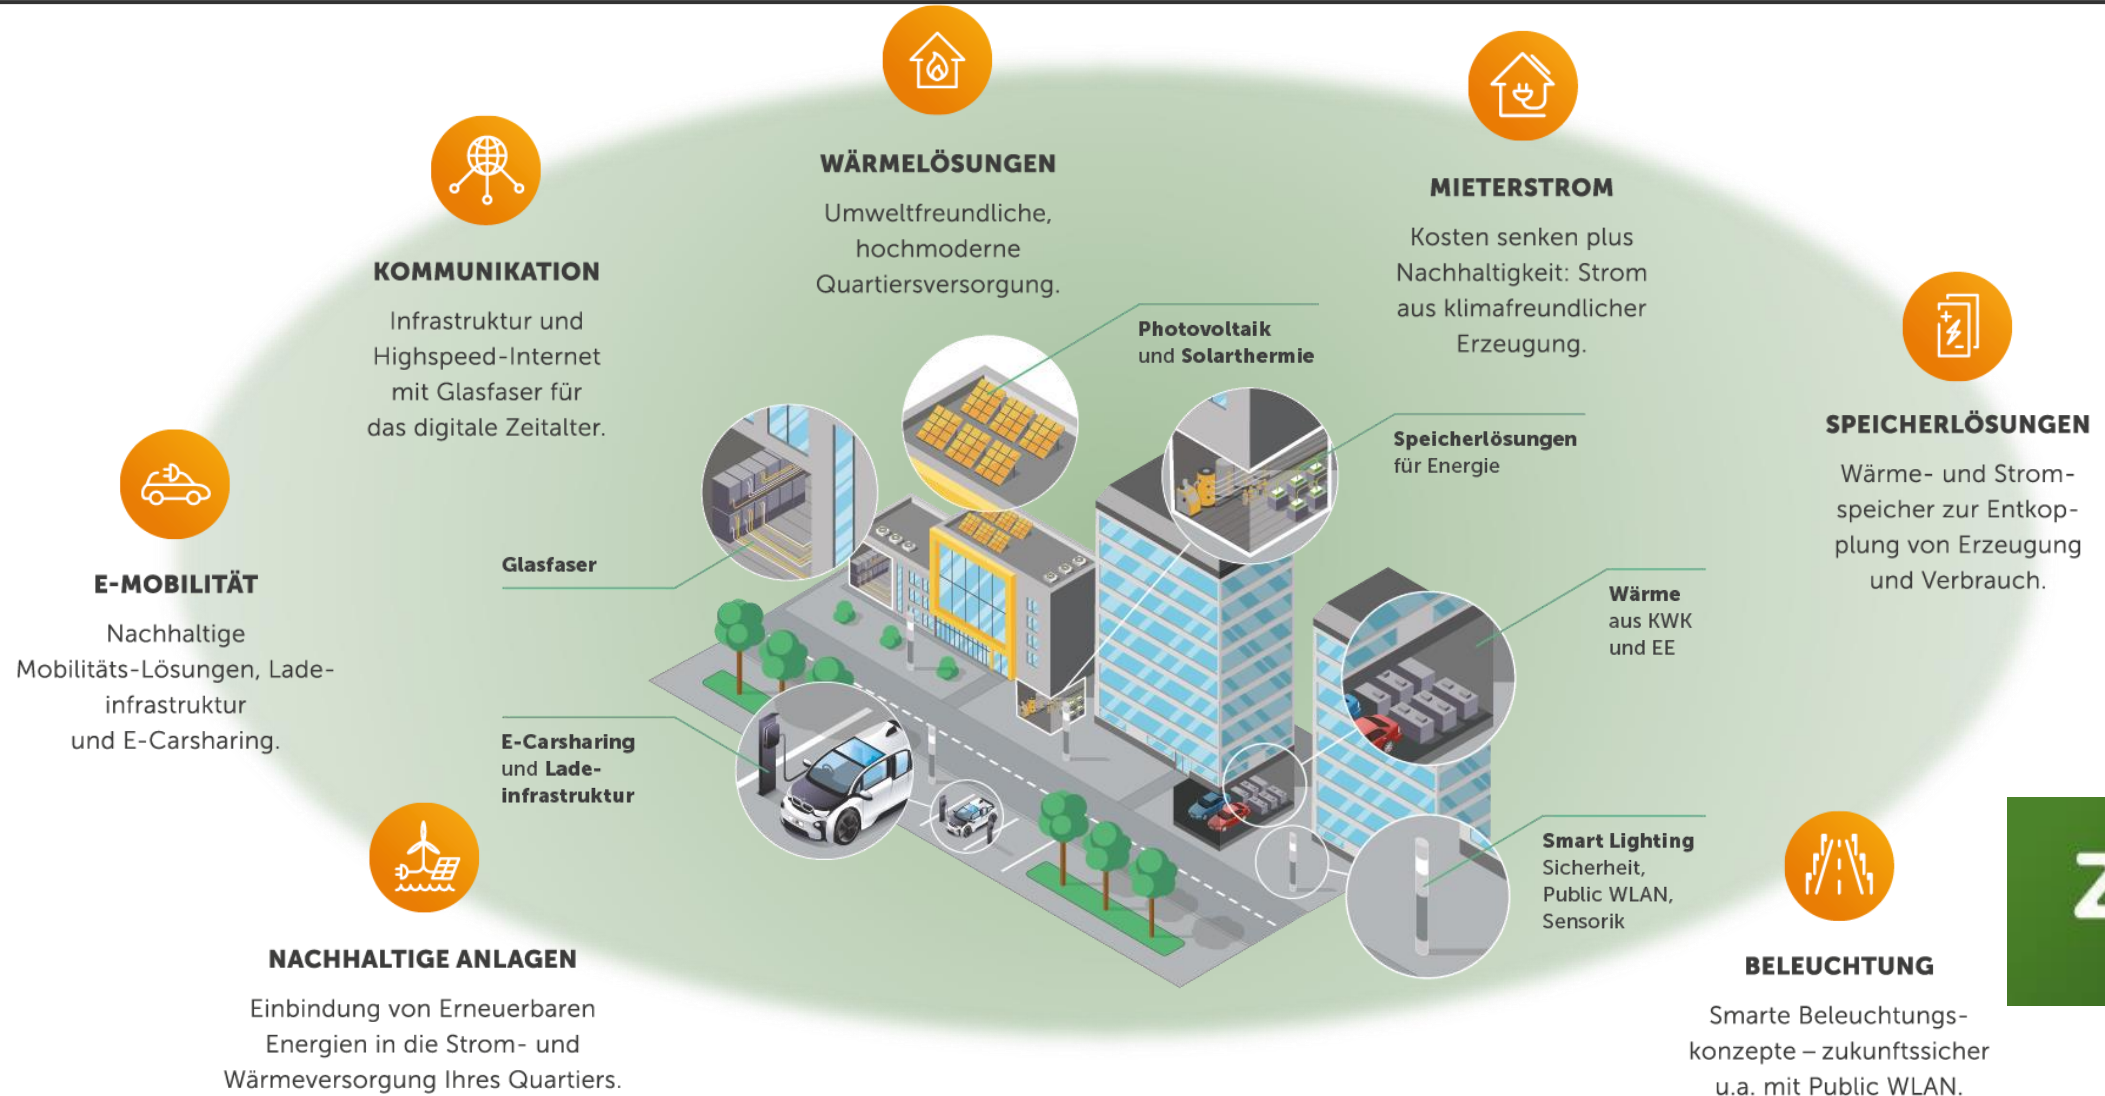 WÄRMELÖSUNGEN
Umweltfreundliche,
hochmoderne
Quartiersversorgung.
MIETERSTROM
Kosten senken plus
Nachhaltigkeit: Strom
aus klimafreundlicher
Erzeugung.
KOMMUNIKATION
Infrastruktur und
Highspeed-Internet
mit Glasfaser für
das digitale Zeitalter.
Photovoltaik
und Solarthermie
Speicherlösungen
für Energie
SPEICHERLÖSUNGEN
Wärme- und Strom-
speicher zur Entkop-
plung von Erzeugung
und Verbrauch.
E-MOBILITÄT
Nachhaltige
Mobilitäts-Lösungen, Lade-
infrastruktur
und E-Carsharing.
Glasfaser
Wärme
aus KWK
und EE
E-Carsharing
und Lade-
infrastruktur
Smart Lighting
Sicherheit,
Public WLAN,
Sensorik
NACHHALTIGE ANLAGEN
Einbindung von Erneuerbaren
Energien in die Strom- und
Wärmeversorgung Ihres Quartiers.
BELEUCHTUNG
Smarte Beleuchtungs-
konzepte – zukunftssicher
u.a. mit Public WLAN.